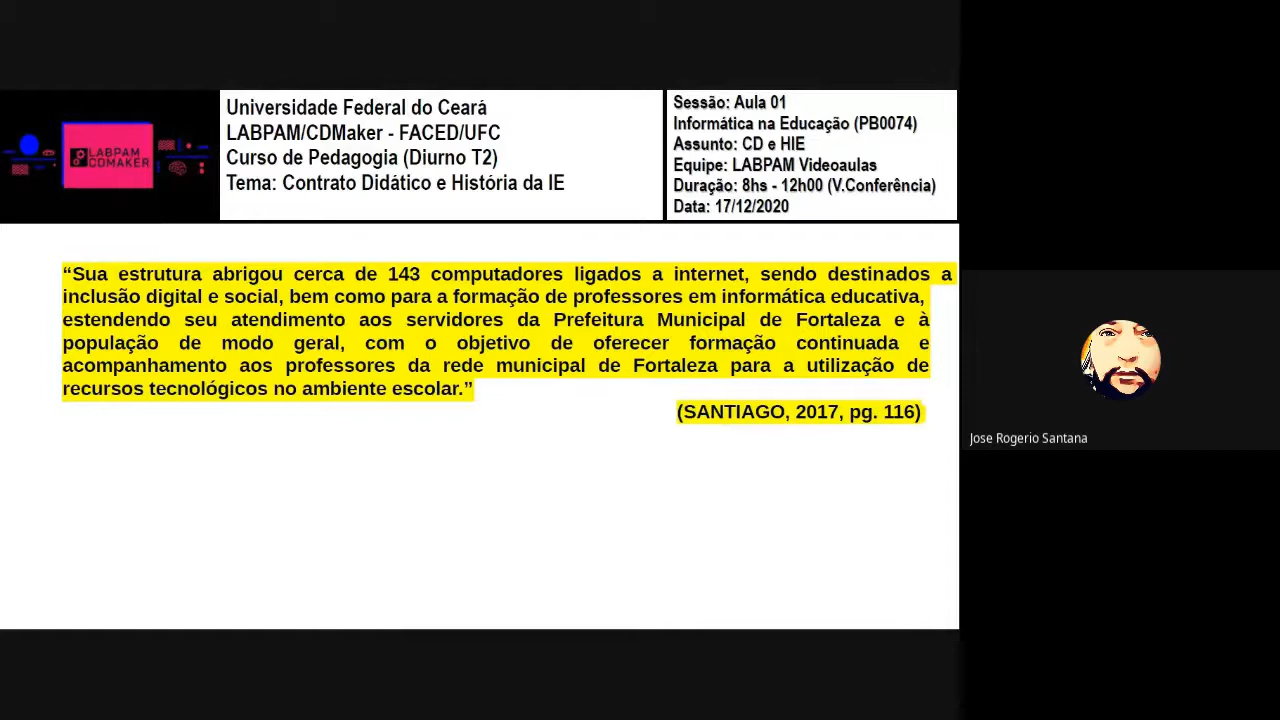 LABPAM
CDMAKER
Universidade Federal do Ceará
LABPAM/CDMaker - FACED/UFC
Curso de Pedagogia (Diurno T2)
Tema: Contrato Didático e História da IE
Sessão: Aula 01
Informática na Educação (PB0074)
Assunto: CD e HIE
Equipe: LABPAM Videoaulas
Duração: 8hs - 12h00 (V.Conferência)
Data: 17/12/2020
“Sua estrutura abrigou cerca de 143 computadores ligados a internet, sendo destinados a
inclusão digital e social, bem como para a formação de professores em informática educativa,
estendendo seu atendimento aos servidores da Prefeitura Municipal de Fortaleza e à
população de modo geral, com o objetivo de oferecer formação continuada e
acompanhamento aos professores da rede municipal de Fortaleza para a utilização de
recursos tecnológicos no ambiente escolar.”
(SANTIAGO, 2017, pg. 116)
Jose Rogerio Santana